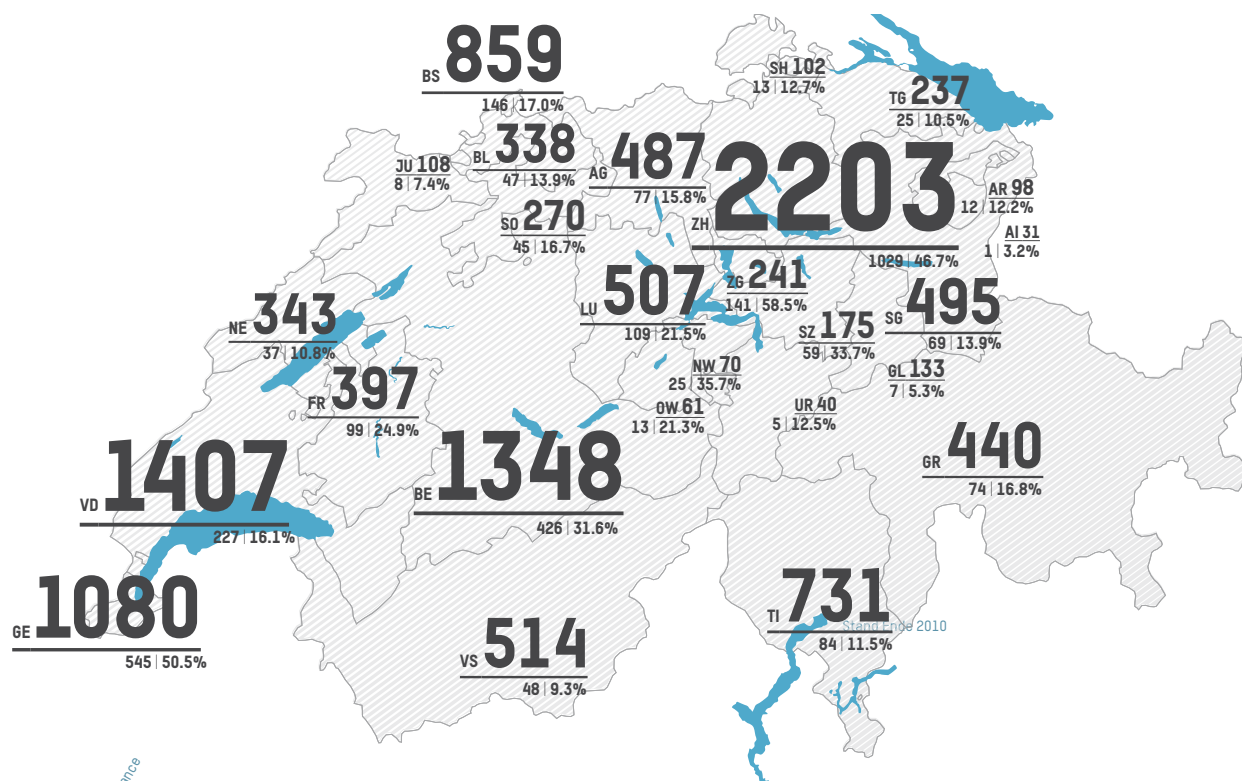 BS 859
146 | 17.0%
SH 102
13 | 12.7%
TG 237
25 | 10.5%
JU 108
8 | 7.4%
BL 338
47 | 13.9%
AG 487
77 | 15.8%
ZH 2203
1029 | 46.7%
AR 98
12 | 12.2%
AI 31
1 | 3.2%
SO 270
45 | 16.7%
NE 343
37 | 10.8%
LU 507
109 | 21.5%
ZG 241
141 | 58.5%
SZ 175
59 | 33.7%
SG 495
69 | 13.9%
FR 397
99 | 24.9%
NW 70
25 | 35.7%
GL 133
7 | 5.3%
OW 61
13 | 21.3%
UR 40
5 | 12.5%
VD 1407
227 | 16.1%
BE 1348
426 | 31.6%
GR 440
74 | 16.8%
GE 1080
545 | 50.5%
VS 514
48 | 9.3%
TI 731
Stand Ende 2010
84 | 11.5%